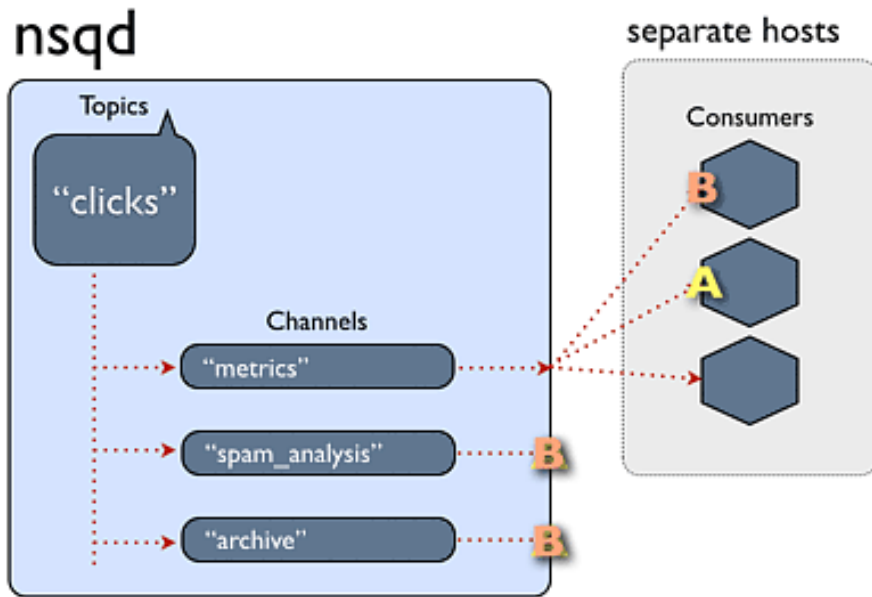 nsqd
separate hosts
Topics
“clicks”
Consumers
B
A
Channels
“metrics”
“spam_analysis”
B
“archive”
B